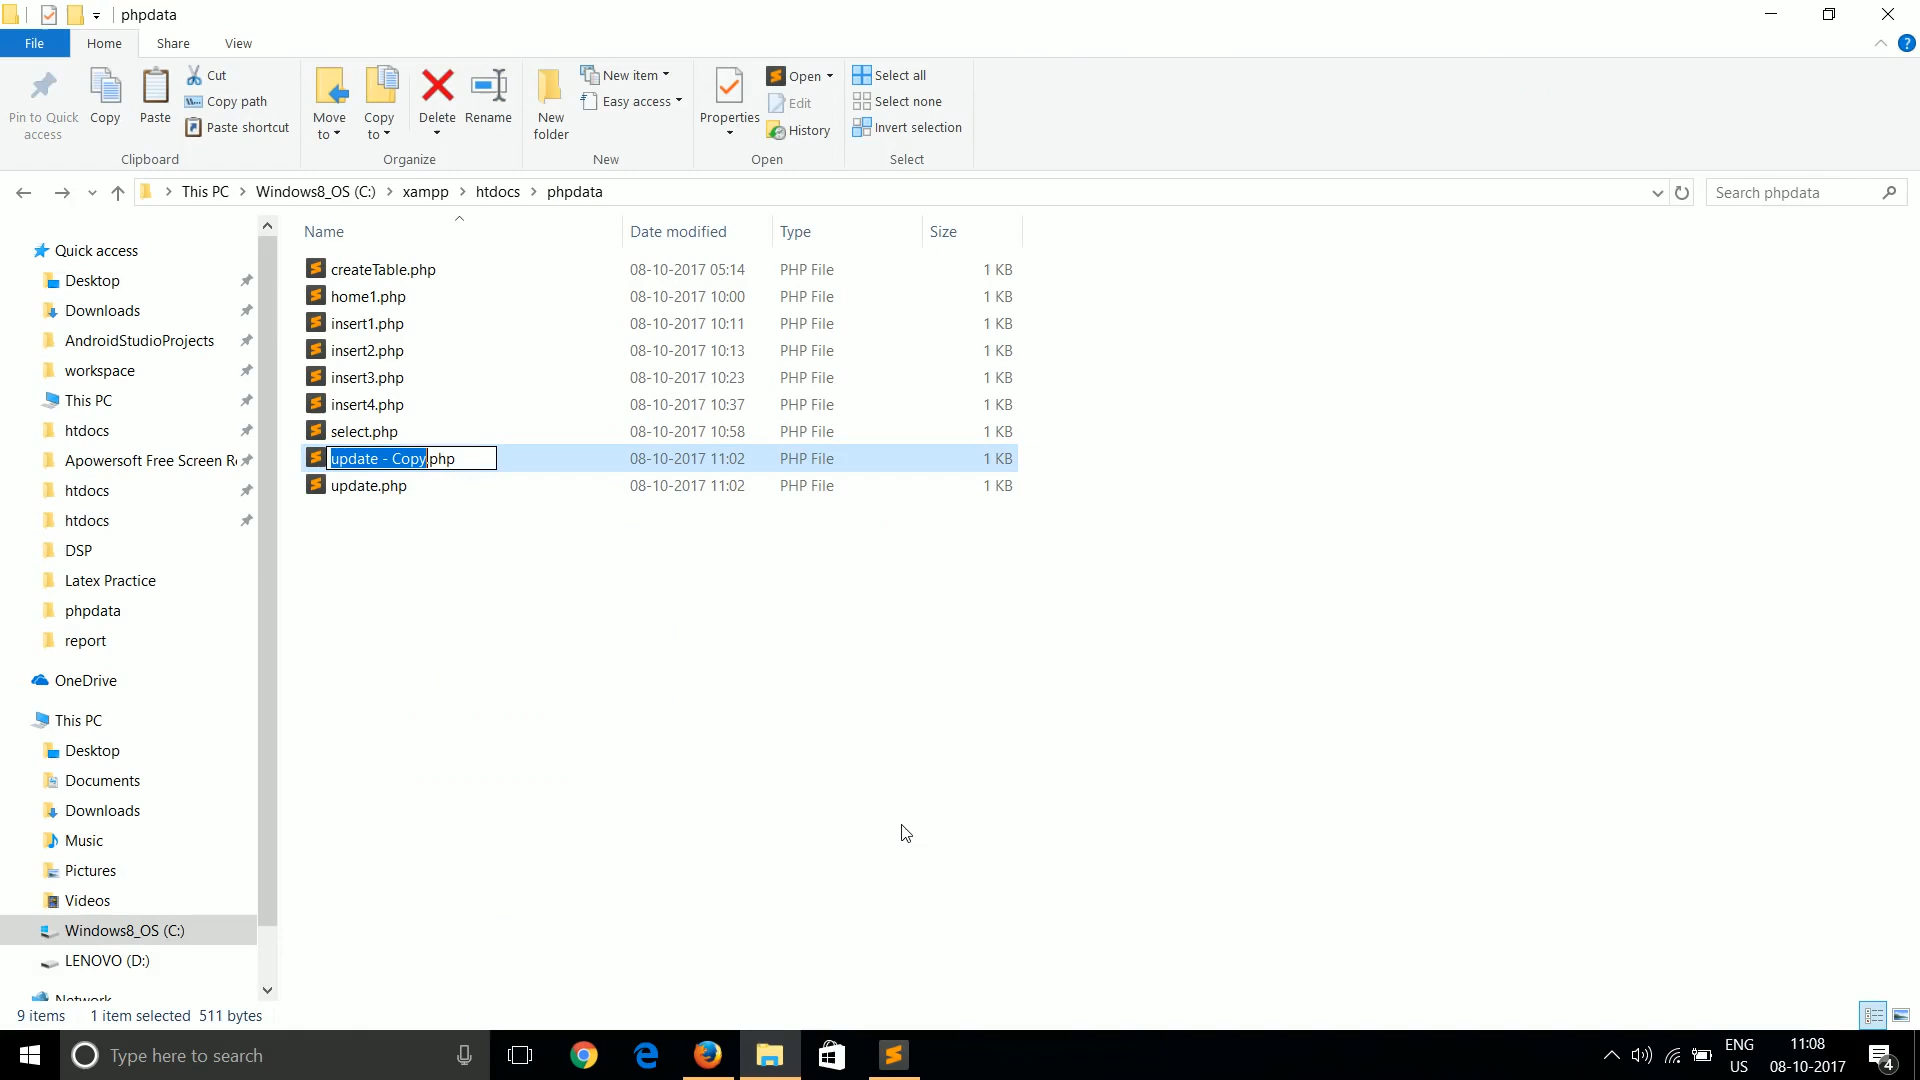 phpdata
File Home Share View
Pin to Quick access
Copy
Paste
Cut
Copy path
Paste shortcut
Clipboard
Move to
Copy to
Delete
Rename
Organize
New folder
New item
Easy access
New
Properties
Open
Edit
History
Open
Select all
Select none
Invert selection
Select
This PC Windows8_OS (C:) xampp htdocs phpdata
Search phpdata
Quick access
Desktop
Downloads
AndroidStudioProjects
workspace
This PC
htdocs
Apowersoft Free Screen R
htdocs
htdocs
DSP
Latex Practice
phpdata
report
OneDrive
This PC
Desktop
Documents
Downloads
Music
Pictures
Videos
Windows8_OS (C:)
LENOVO (D:)
Network
Name Date modified Type Size
createTable.php 08-10-2017 05:14 PHP File 1 KB
home1.php 08-10-2017 10:00 PHP File 1 KB
insert1.php 08-10-2017 10:11 PHP File 1 KB
insert2.php 08-10-2017 10:13 PHP File 1 KB
insert3.php 08-10-2017 10:23 PHP File 1 KB
insert4.php 08-10-2017 10:37 PHP File 1 KB
select.php 08-10-2017 10:58 PHP File 1 KB
update - Copy.php 08-10-2017 11:02 PHP File 1 KB
update.php 08-10-2017 11:02 PHP File 1 KB
9 items 1 item selected 511 bytes
Type here to search
ENG
US
11:08
08-10-2017
4